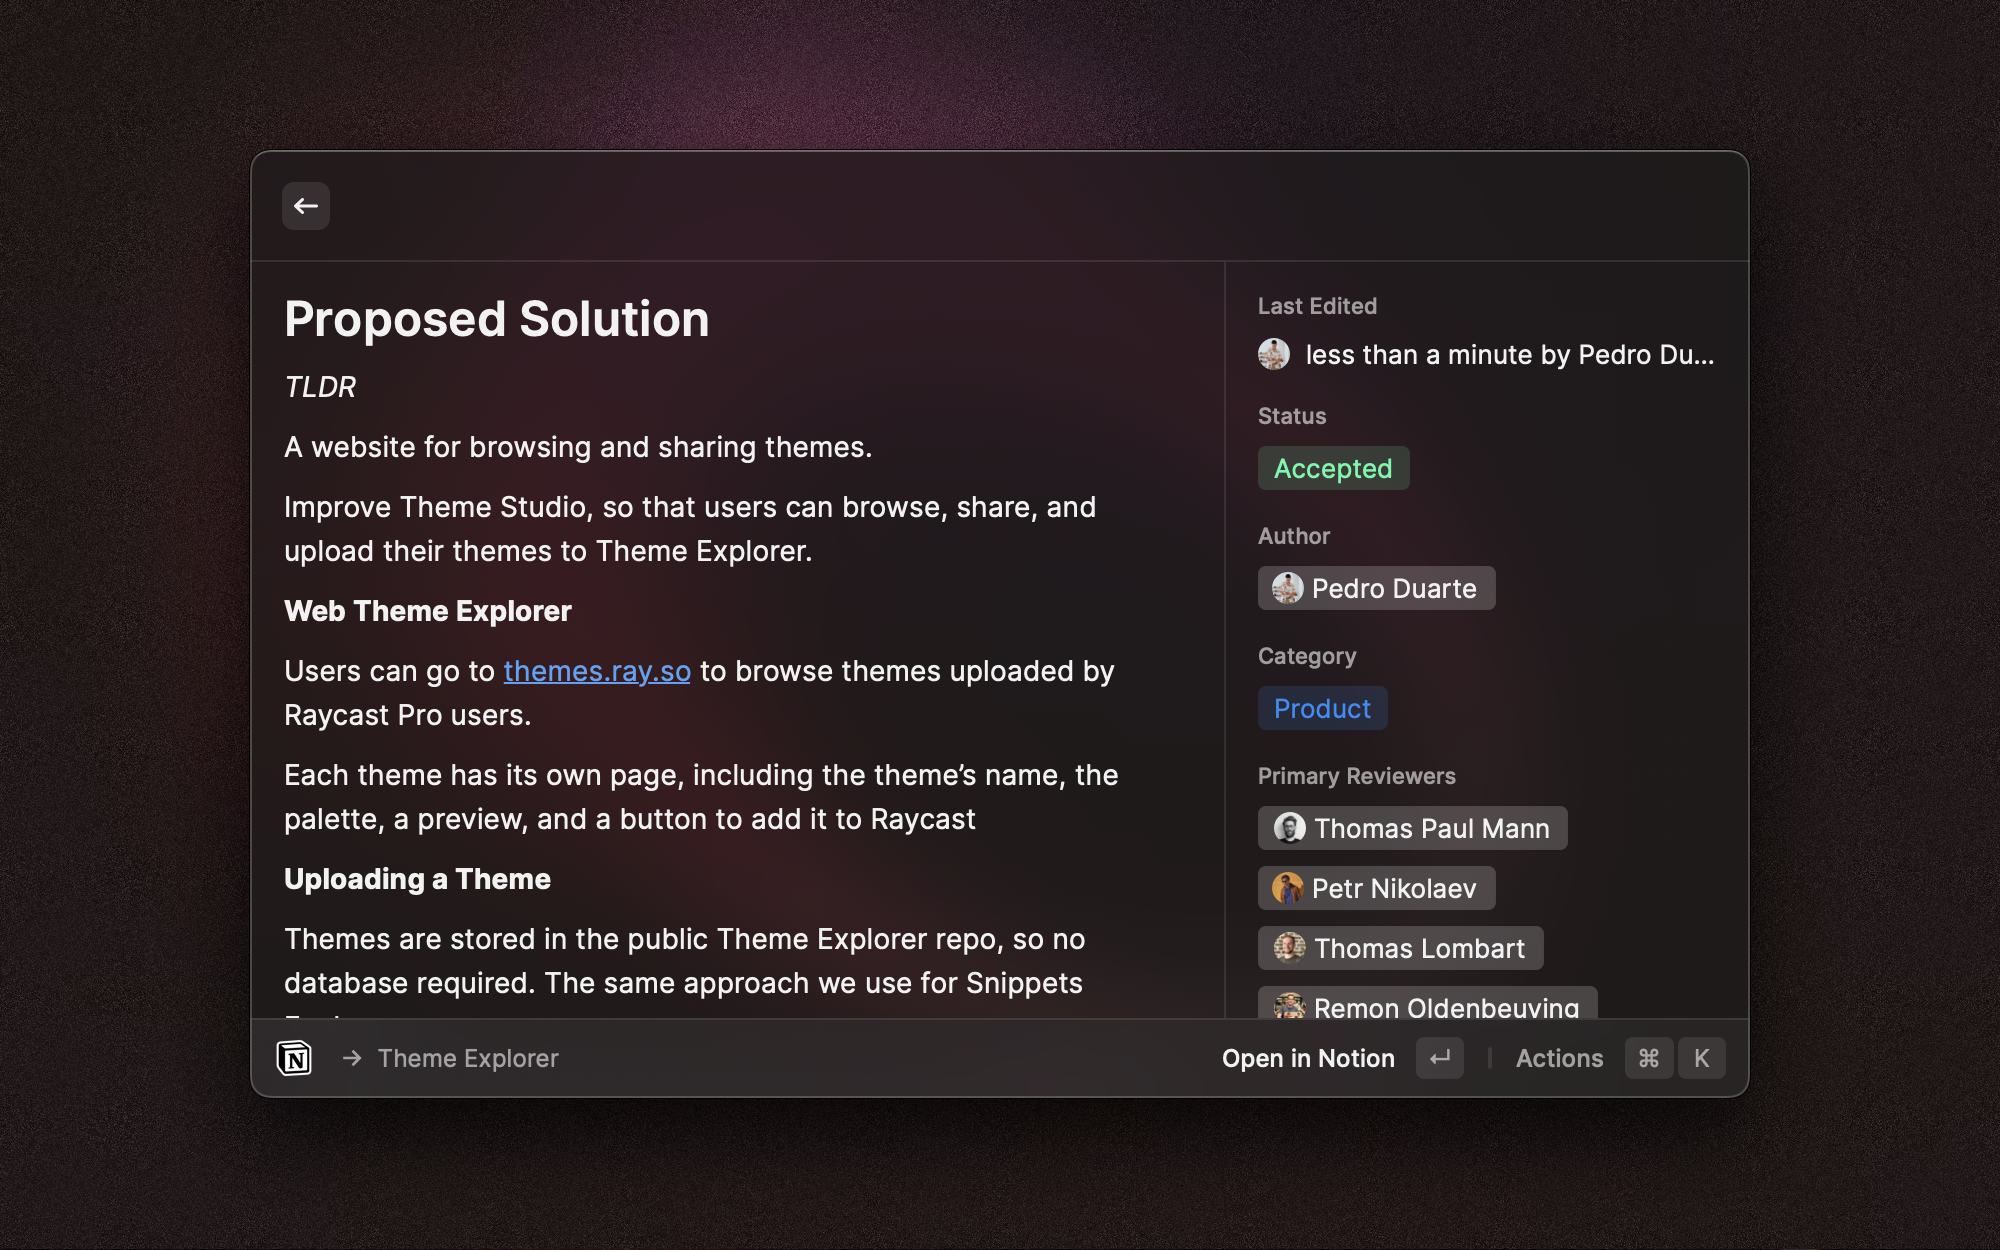 Proposed Solution
TLDR
A website for browsing and sharing themes.
Improve Theme Studio, so that users can browse, share, and
upload their themes to Theme Explorer.
Web Theme Explorer
Users can go to themes.ray.so to browse themes uploaded by
Raycast Pro users.
Each theme has its own page, including the theme’s name, the
palette, a preview, and a button to add it to Raycast
Uploading a Theme
Themes are stored in the public Theme Explorer repo, so no
database required. The same approach we use for Snippets
Last Edited
less than a minute by Pedro Du...
Status
Accepted
Author
Pedro Duarte
Category
Product
Primary Reviewers
Thomas Paul Mann
Petr Nikolaev
Thomas Lombart
Remon Oldenbeuving
N → Theme Explorer
Open in Notion ↵ | Actions ⌘ K